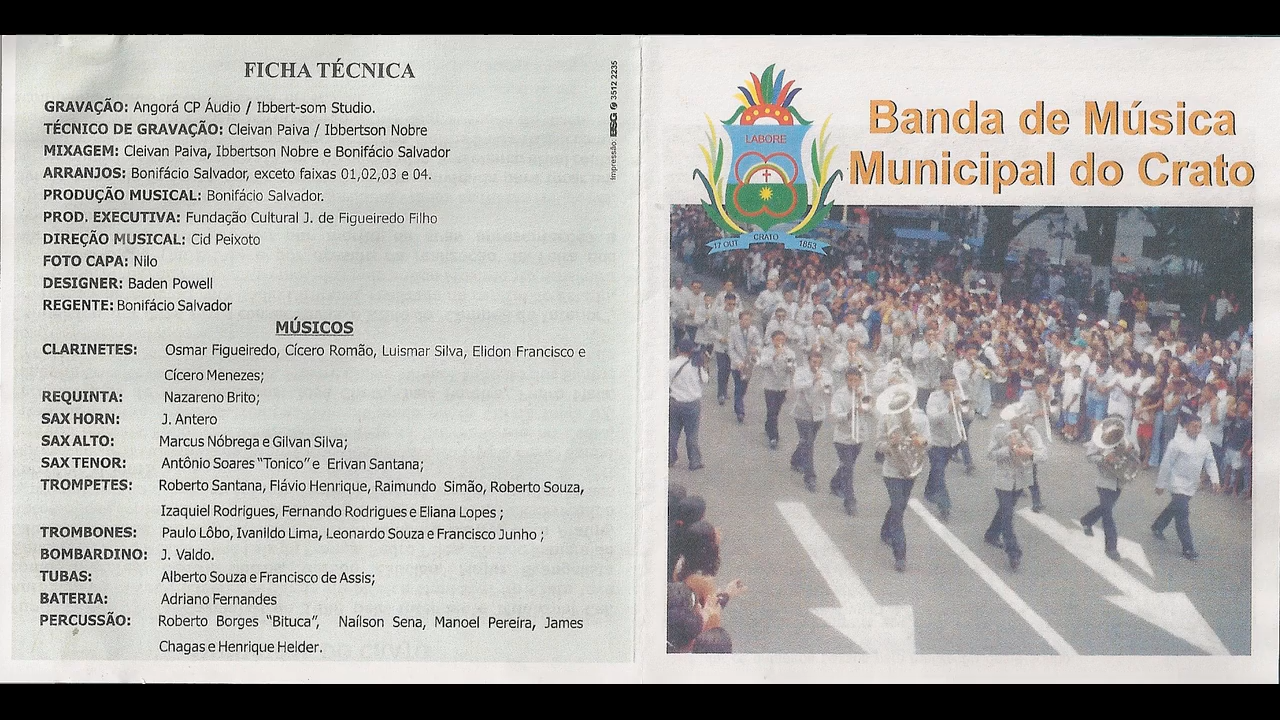 FICHA TÉCNICA
GRAVAÇÃO: Angorá CP Áudio / Ibbert-som Studio.
TÉCNICO DE GRAVAÇÃO: Cleivan Paiva / Ibbertson Nobre
MIXAGEM: Cleivan Paiva, Ibbertson Nobre e Bonifácio Salvador
ARRANJOS: Bonifácio Salvador, exceto faixas 01,02,03 e 04.
PRODUÇÃO MUSICAL: Bonifácio Salvador.
PROD. EXECUTIVA: Fundação Cultural J. de Figueiredo Filho
DIREÇÃO MUSICAL: Cid Peixoto
FOTO CAPA: Nilo
DESIGNER: Baden Powell
REGENTE: Bonifácio Salvador
MÚSICOS
CLARINETES: Osmar Figueiredo, Cícero Romão, Luismar Silva, Elidon Francisco e
Cícero Menezes;
REQUINTA: Nazareno Brito;
SAX HORN: J. Antero
SAX ALTO: Marcus Nóbrega e Gilvan Silva;
SAX TENOR: Antônio Soares "Tonico" e Erivan Santana;
TROMPETES: Roberto Santana, Flávio Henrique, Raimundo Simão, Roberto Souza,
Izaquiel Rodrigues, Fernando Rodrigues e Eliana Lopes ;
TROMBONES: Paulo Lôbo, Ivanildo Lima, Leonardo Souza e Francisco Junho ;
BOMBARDINO: J. Valdo.
TUBAS: Alberto Souza e Francisco de Assis;
BATERIA: Adriano Fernandes
PERCUSSÃO: Roberto Borges "Bituca", Naílson Sena, Manoel Pereira, James
Chagas e Henrique Helder.
Impressão: BSG 3512 2235
Banda de Música
Municipal do Crato
LABORE
17 OUT CRATO 1853